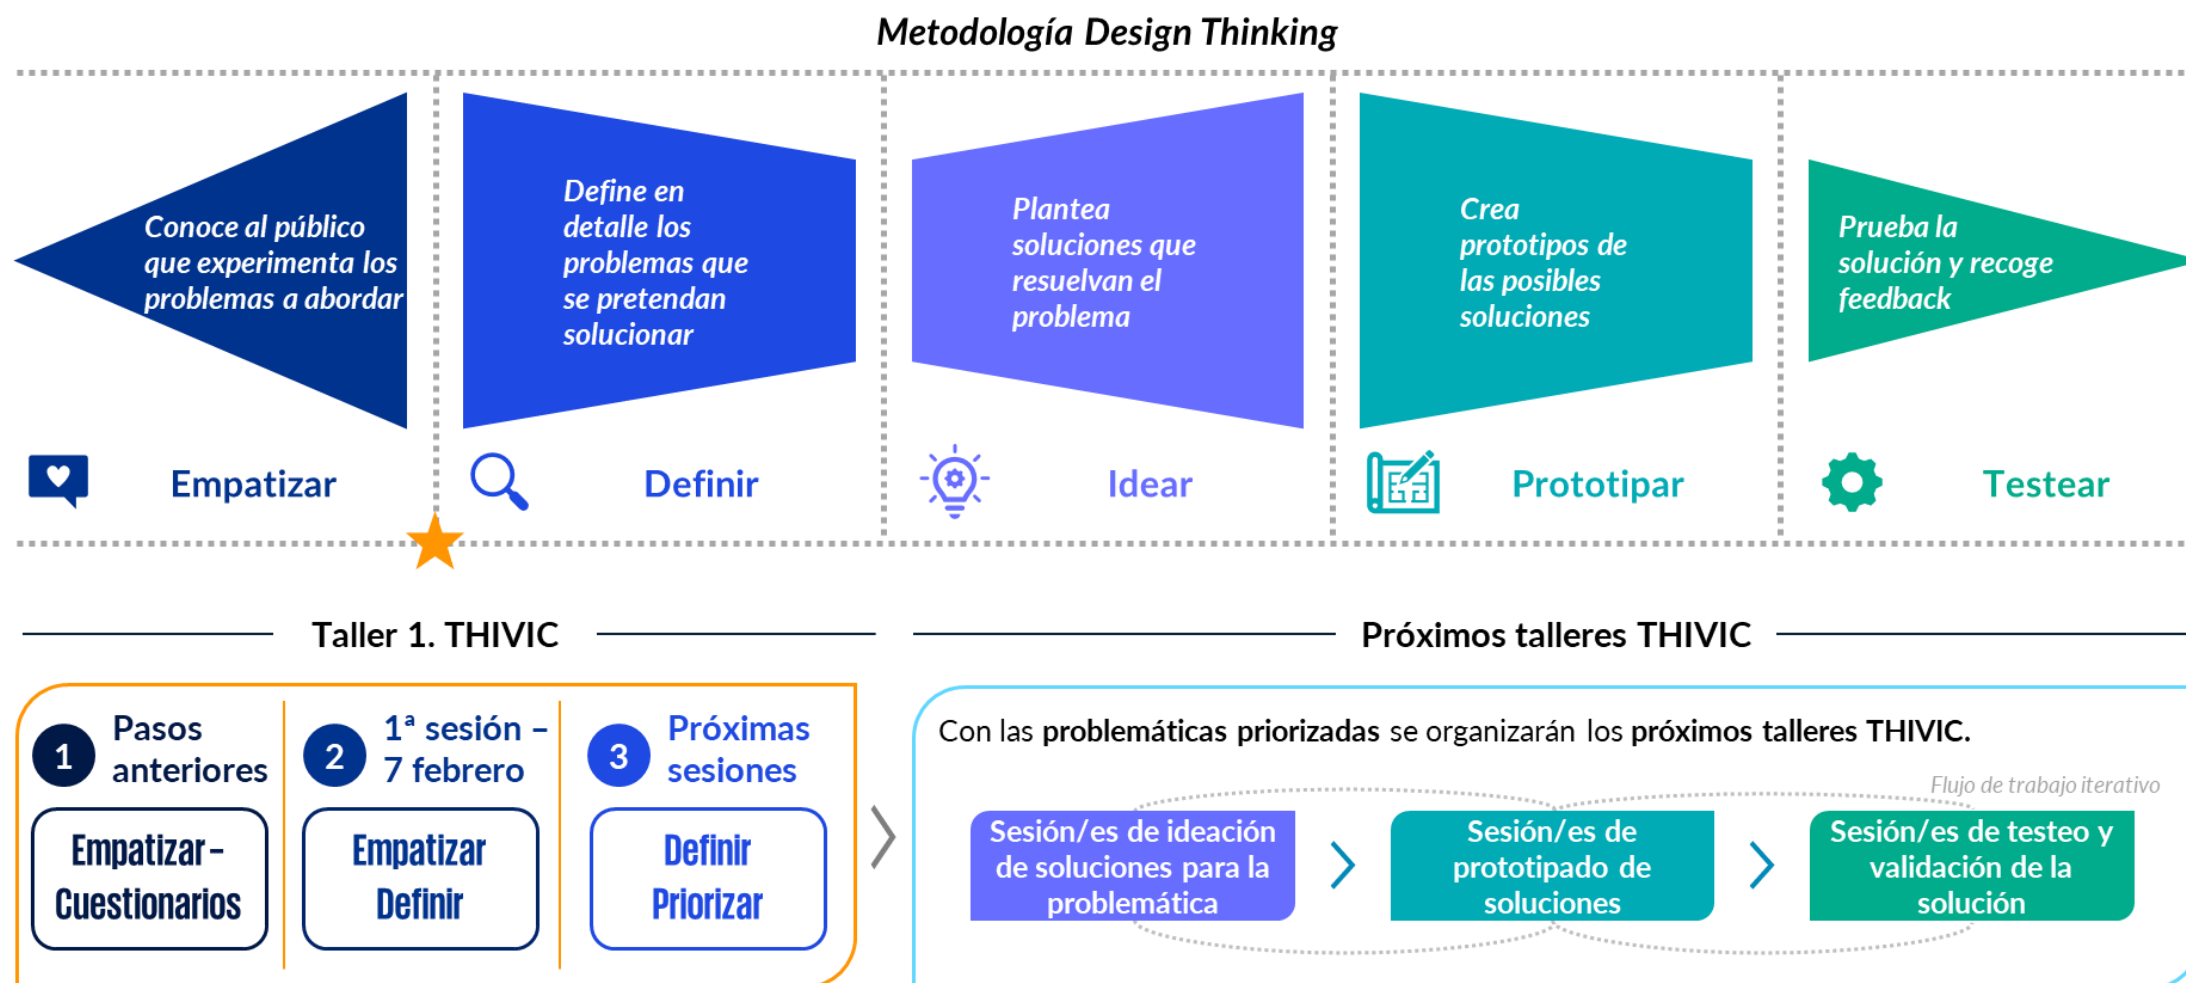 Metodología Design Thinking
Conoce al público
que experimenta los
problemas a abordar
Define en
detalle los
problemas que
se pretendan
solucionar
Plantea
soluciones que
resuelvan el
problema
Crea
prototipos de
las posibles
soluciones
Prueba la
solución y recoge
feedback
Empatizar
Definir
Idear
Prototipar
Testear
Taller 1. THIVIC
1
Pasos
anteriores
Empatizar –
Cuestionarios
2
1ª sesión –
7 febrero
Empatizar
Definir
3
Próximas
sesiones
Definir
Priorizar
Próximos talleres THIVIC
Con las problemáticas priorizadas se organizarán los próximos talleres THIVIC.
Flujo de trabajo iterativo
Sesión/es de ideación
de soluciones para la
problemática
Sesión/es de
prototipado de
soluciones
Sesión/es de testeo y
validación de la
solución